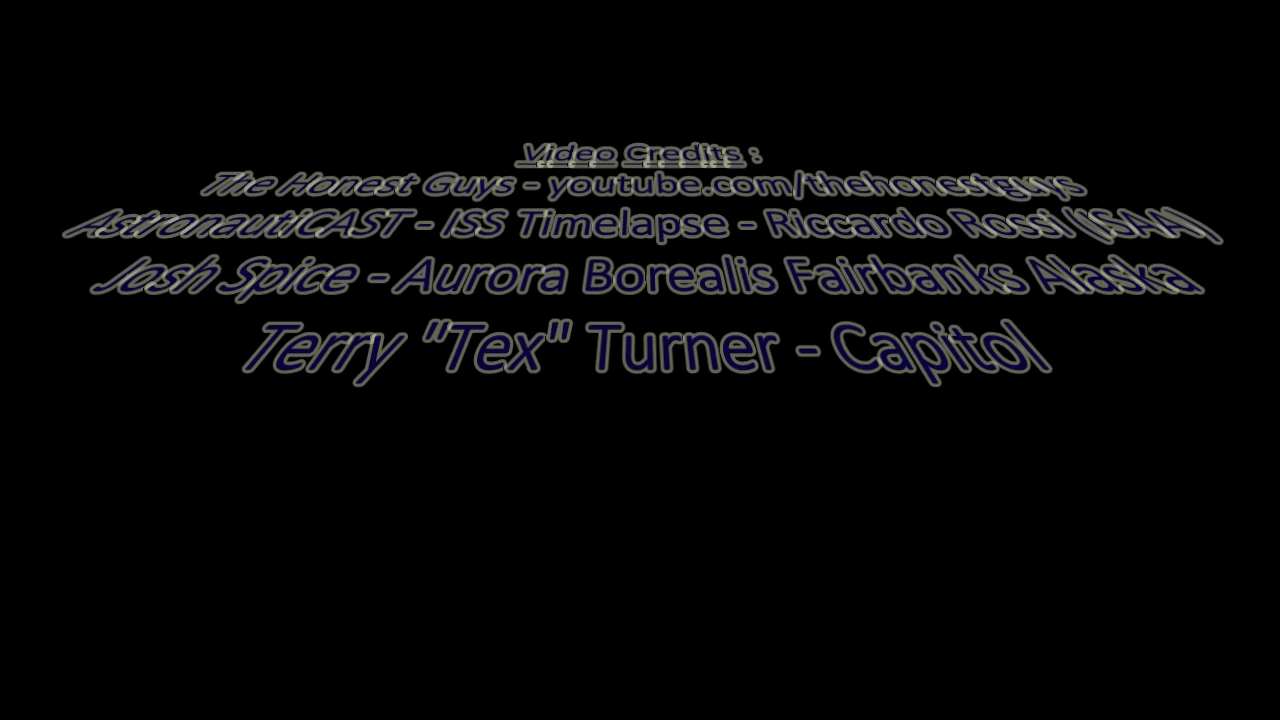 Video Credits :
The Honest Guys - youtube.com/thehonestguys
AstronautiCAST - ISS Timelapse - Riccardo Rossi (ISAA)
Josh Spice - Aurora Borealis Fairbanks Alaska
Terry "Tex" Turner - Capitol